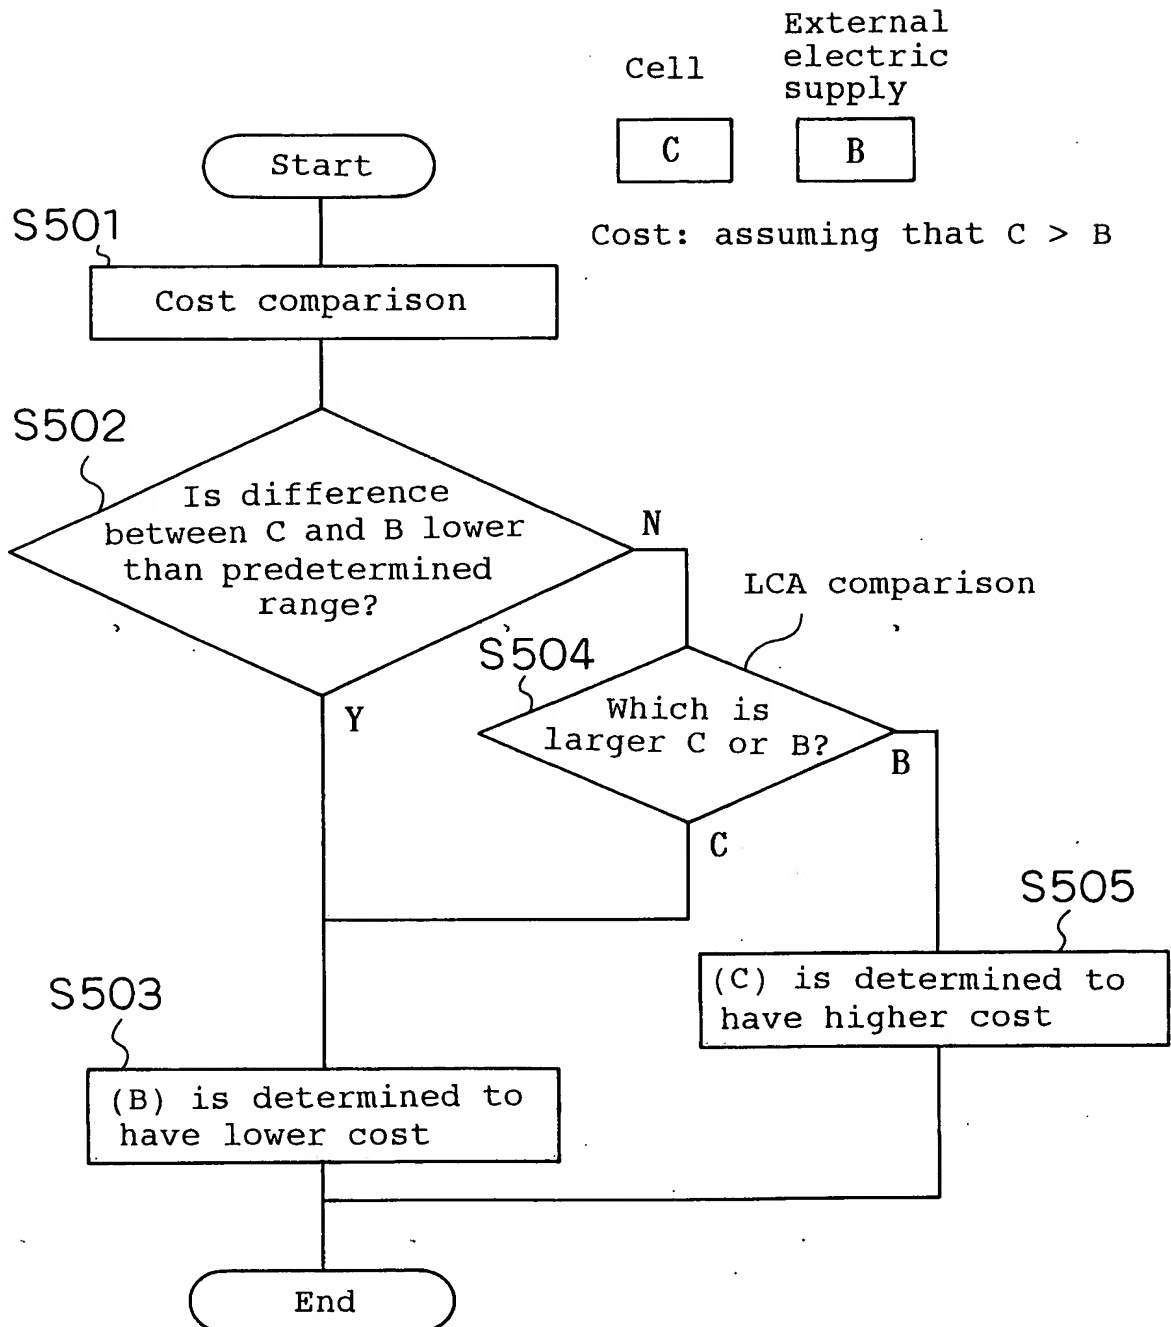 External
electric
supply
Cell
C
B
Cost: assuming that C > B
Start
S501
Cost comparison
S502
Is difference
between C and B lower
than predetermined
range?
N
Y
LCA comparison
S504
Which is
larger C or B?
B
C
S505
(C) is determined to
have higher cost
S503
(B) is determined to
have lower cost
End